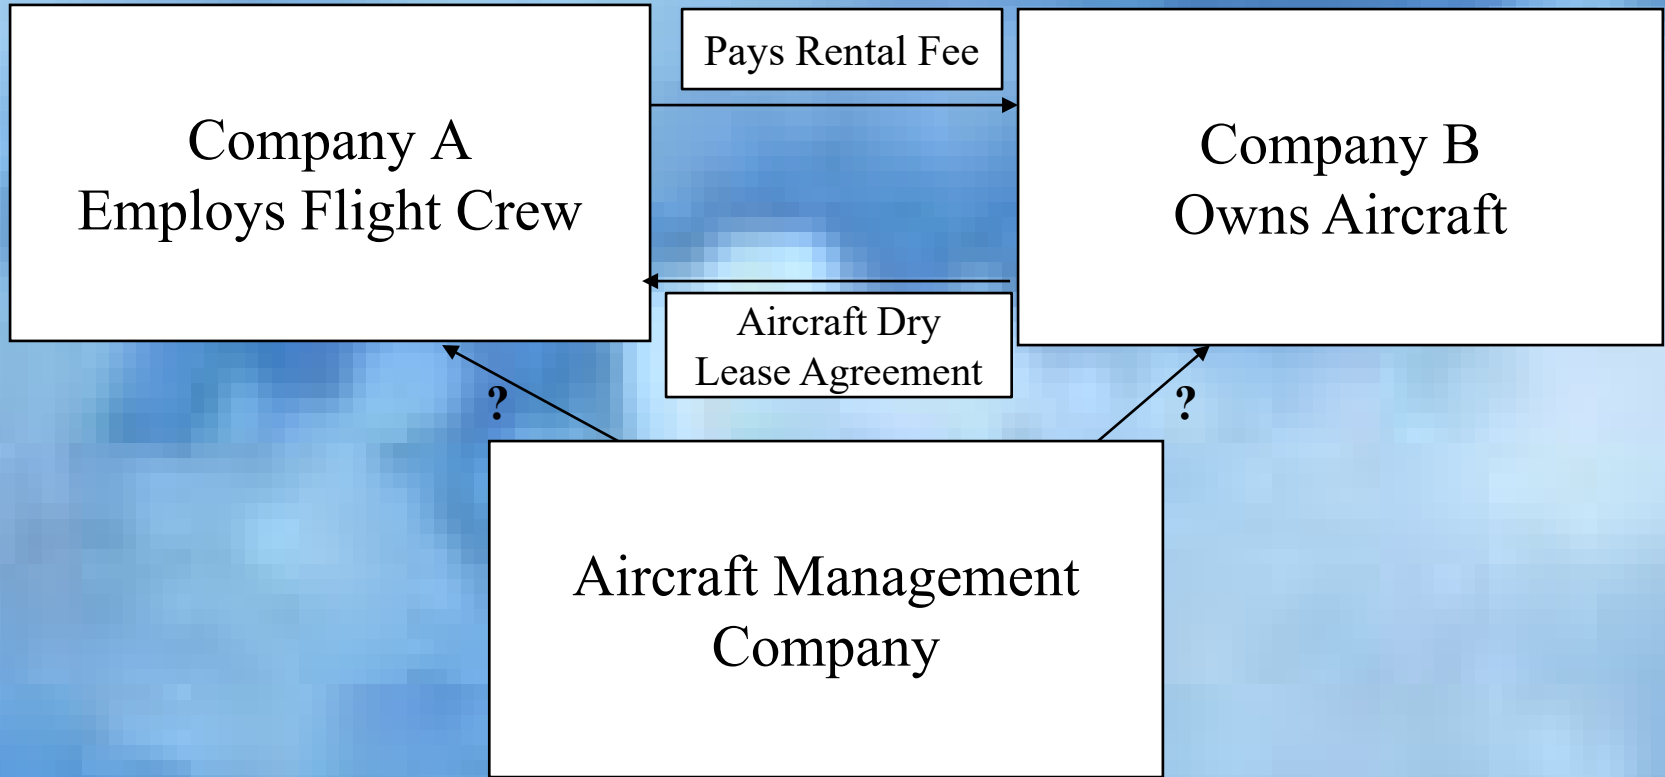 Pays Rental Fee
Company A
Employs Flight Crew
Company B
Owns Aircraft
Aircraft Dry
Lease Agreement
?
?
Aircraft Management
Company